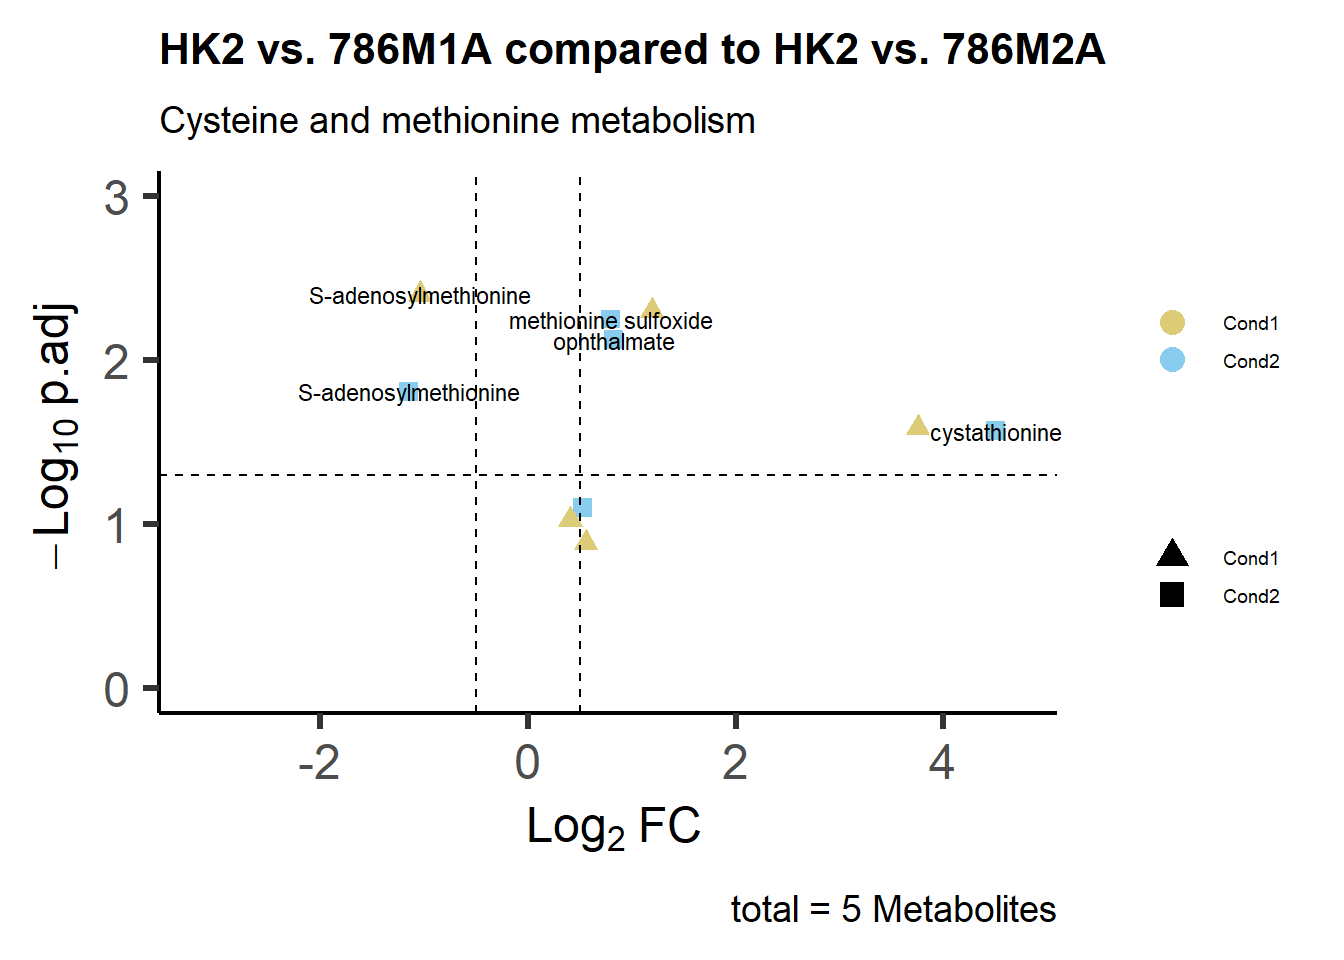 HK2 vs. 786M1A compared to HK2 vs. 786M2A
Cysteine and methionine metabolism
3
2
1
0
−Log10 p.adj
S-adenosylmethionine
methionine sulfoxide
ophthalmate
S-adenosylmethionine
cystathionine
Cond1
Cond2
Cond1
Cond2
-2 0 2 4
Log2 FC
total = 5 Metabolites